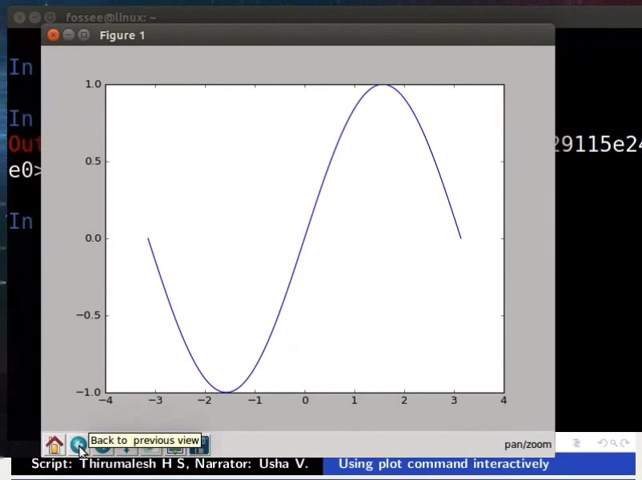 fossee@linux: ~
Figure 1
In
In
Out
29115e24
e0>
In
1.0
0.5
0.0
−0.5
−1.0
−4 −3 −2 −1 0 1 2 3 4
Back to previous view
pan/zoom
Script: Thirumalesh H S, Narrator: Usha V. Using plot command interactively